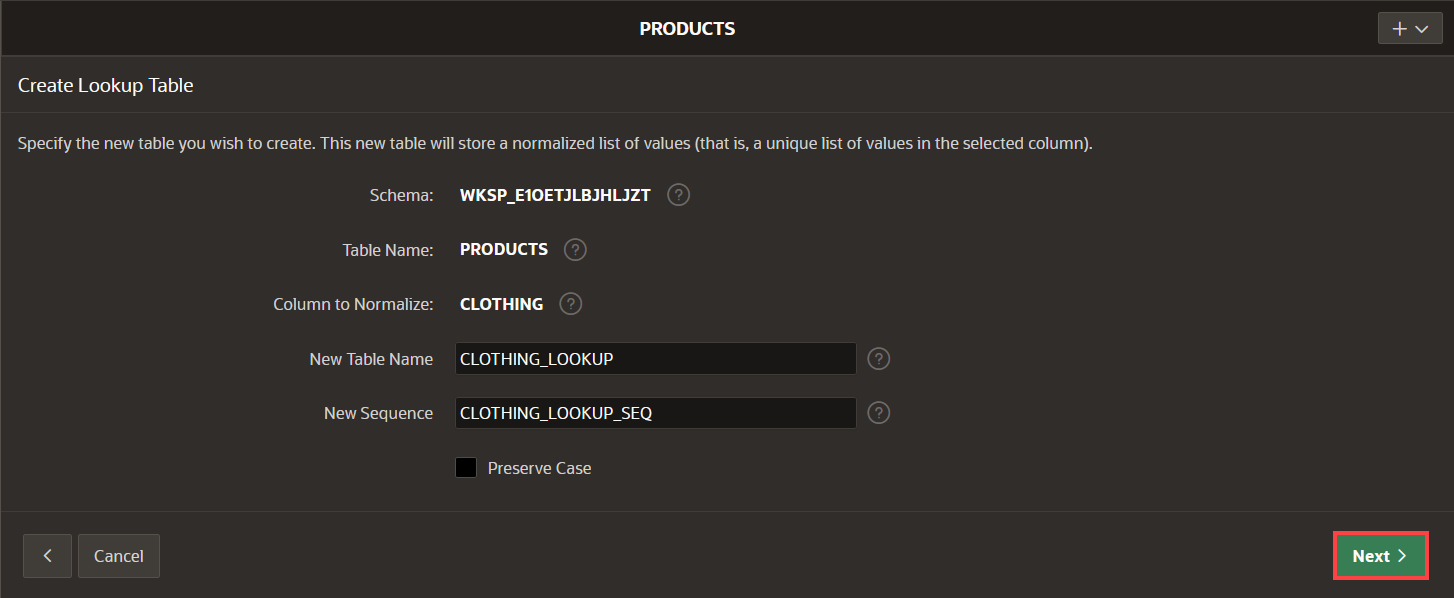 PRODUCTS
Create Lookup Table
Specify the new table you wish to create. This new table will store a normalized list of values (that is, a unique list of values in the selected column).
Schema: WKSP_E1OETJLBJHLJZT ?
Table Name: PRODUCTS ?
Column to Normalize: CLOTHING ?
New Table Name CLOTHING_LOOKUP ?
New Sequence CLOTHING_LOOKUP_SEQ ?
Preserve Case
Cancel Next